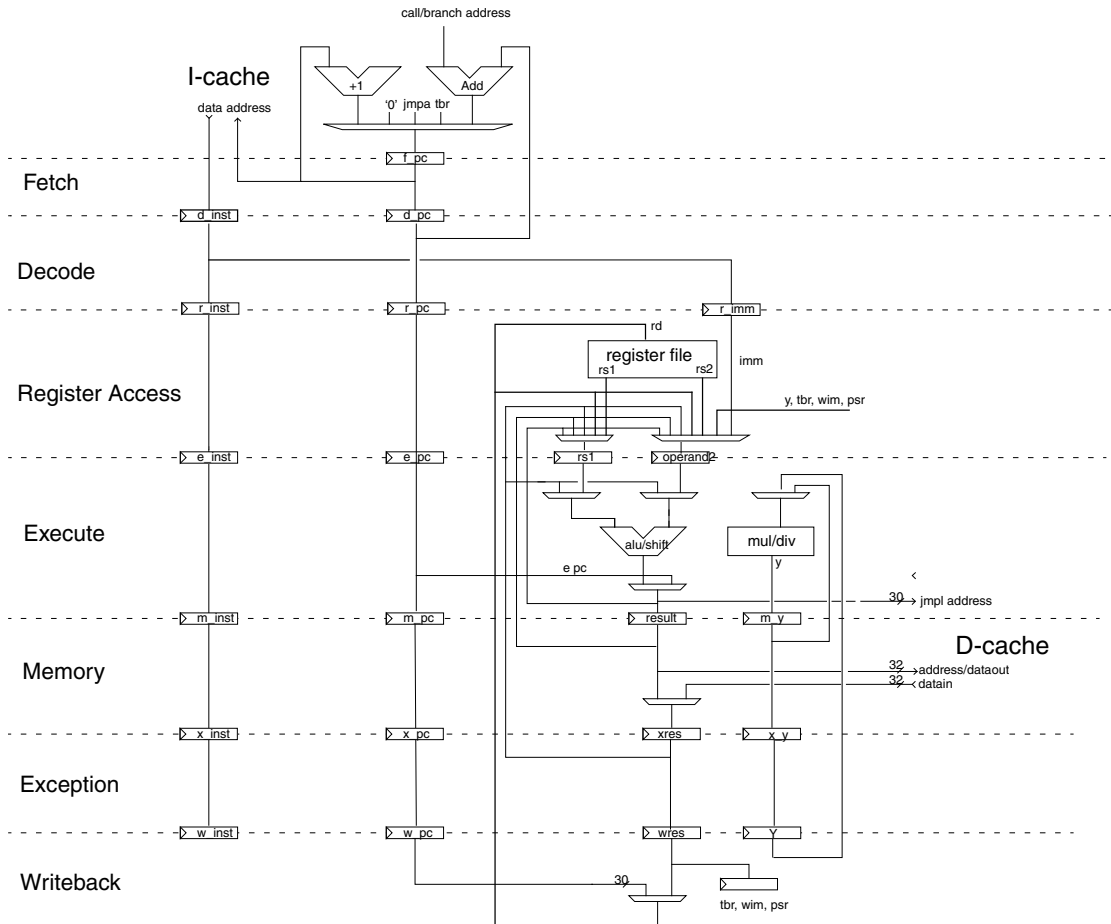 call/branch address
I-cache
+1
Add
data address
'0' jmpa tbr
f_pc
Fetch
d_inst
d_pc
Decode
r_inst
r_pc
r_imm
rd
register file
rs1
rs2
imm
Register Access
y, tbr, wim, psr
e_inst
e_pc
rs1
operand2
Execute
alu/shift
mul/div
y
e pc
30
jmpl address
m_inst
m_pc
result
m_y
D-cache
Memory
32
address/dataout
32
datain
x_inst
x_pc
xres
x_y
Exception
w_inst
w_pc
wres
Y
Writeback
30
tbr, wim, psr